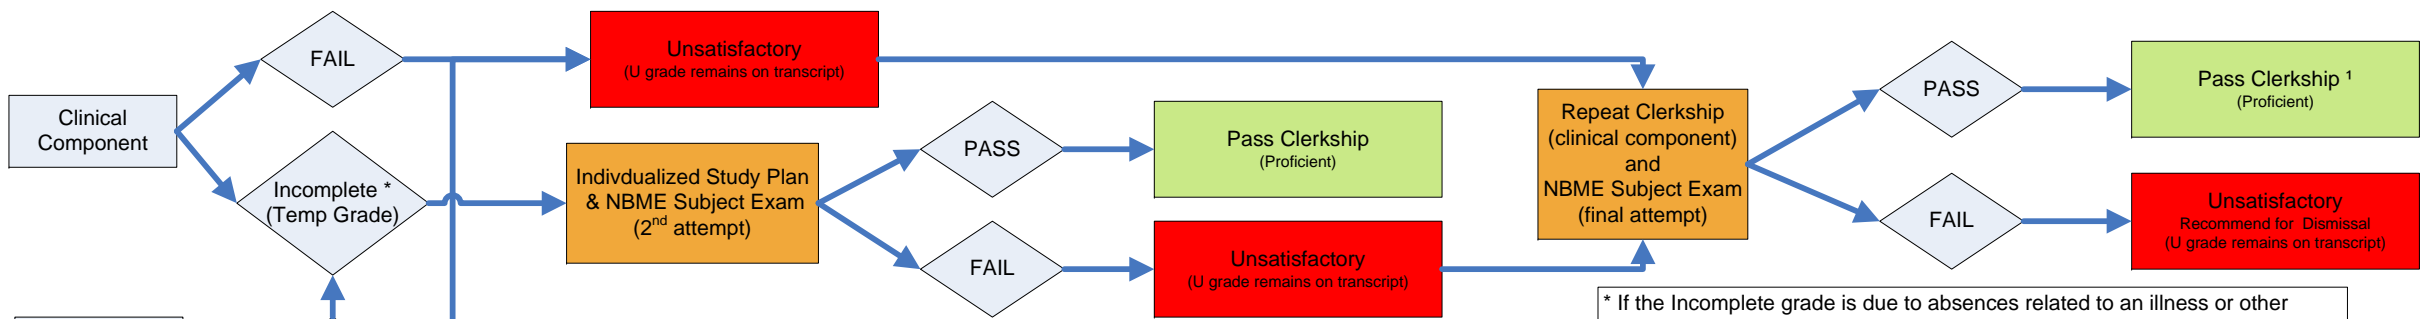 Clinical
Component
FAIL
Incomplete *
(Temp Grade)
Unsatisfactory
(U grade remains on transcript)
Indivdualized Study Plan
& NBME Subject Exam
(2nd attempt)
PASS
FAIL
Pass Clerkship
(Proficient)
Unsatisfactory
(U grade remains on transcript)
Repeat Clerkship
(clinical component)
and
NBME Subject Exam
(final attempt)
PASS
FAIL
Pass Clerkship ¹
(Proficient)
Unsatisfactory
Recommend for Dismissal
(U grade remains on transcript)
* If the Incomplete grade is due to absences related to an illness or other